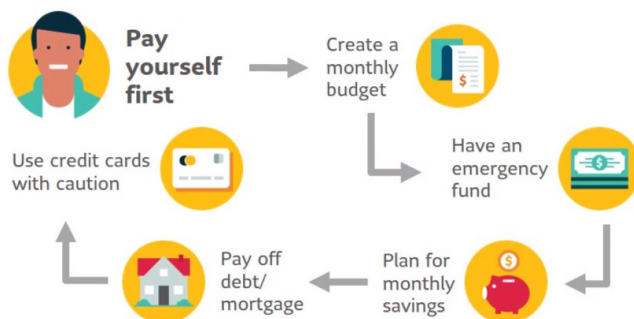 Pay
yourself
first
Create a
monthly
budget
$
Have an
emergency
fund
$
$
Plan for
monthly
savings
Pay off
debt/
mortgage
Use credit cards
with caution